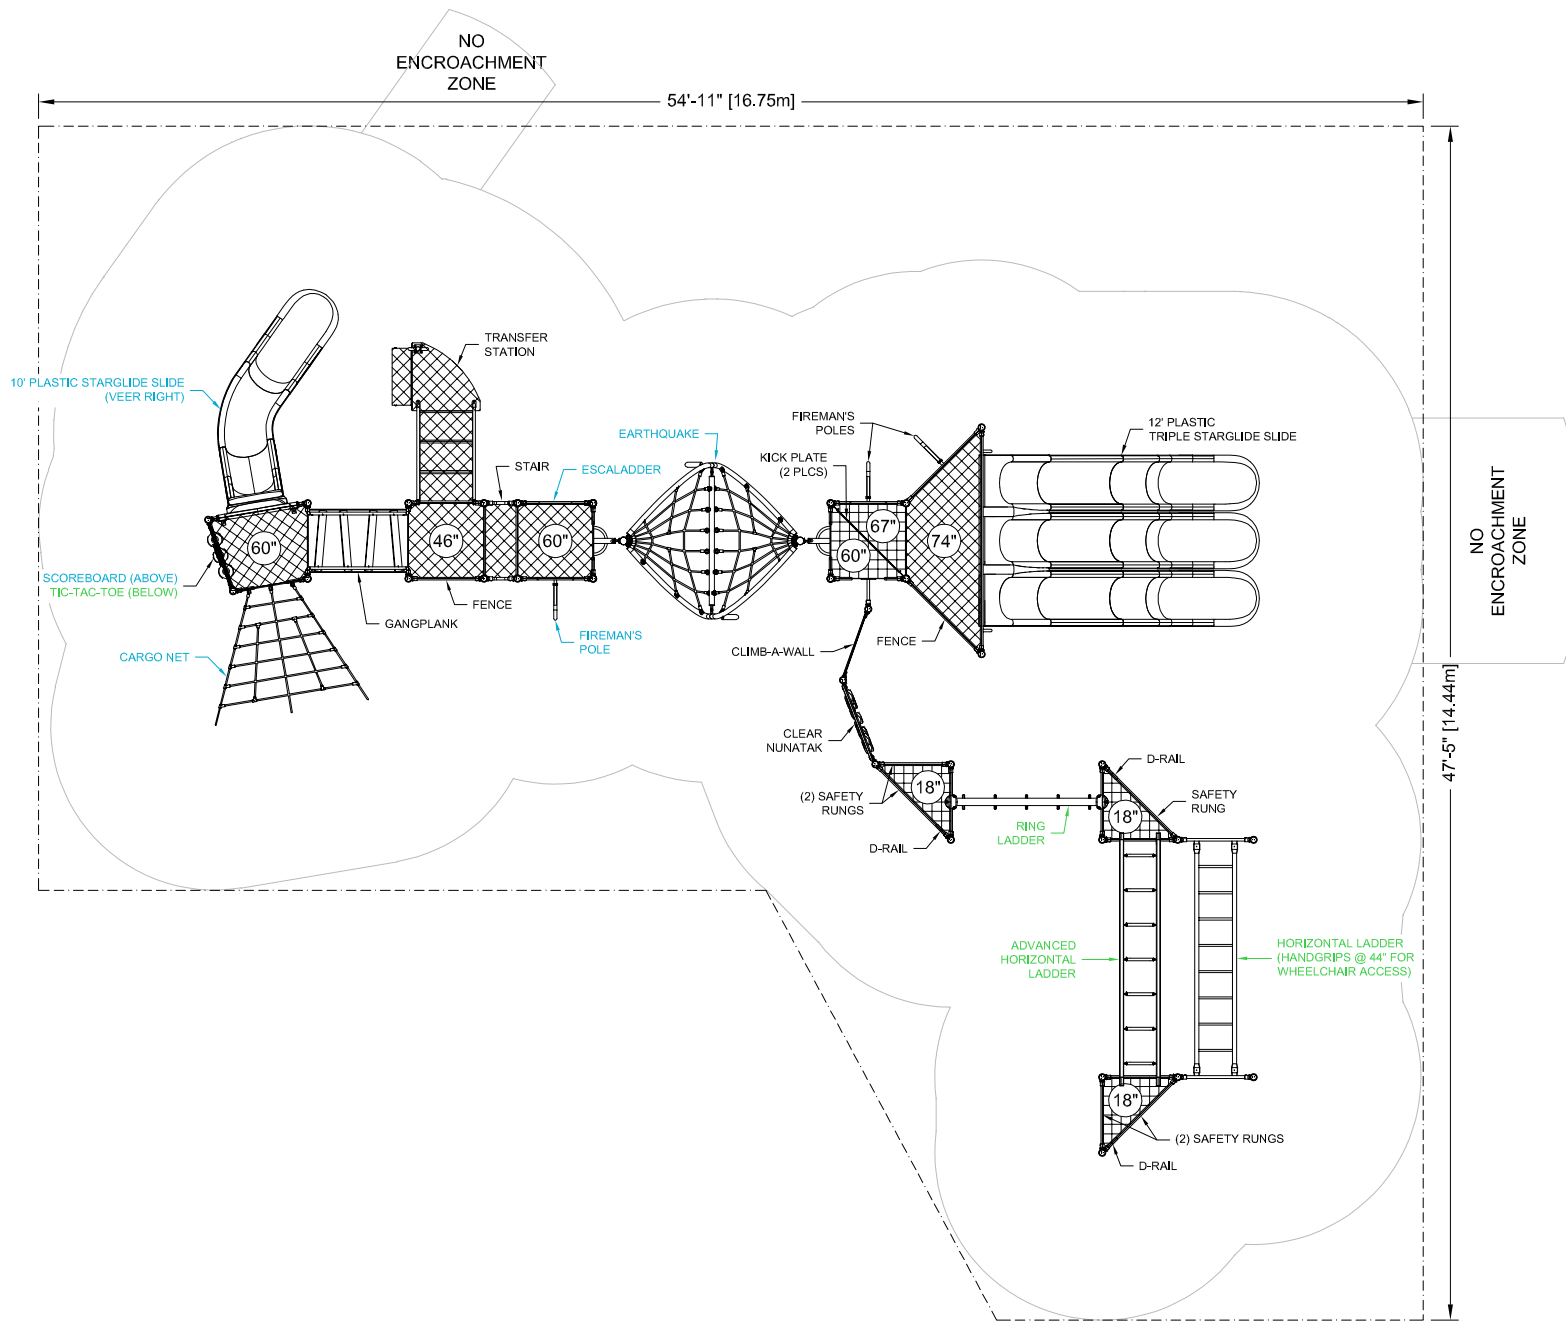 NO
ENCROACHMENT
ZONE
54'-11" [16.75m]
TRANSFER
STATION
10' PLASTIC STARGLIDE SLIDE
(VEER RIGHT)
EARTHQUAKE
FIREMAN'S
POLES
12' PLASTIC
TRIPLE STARGLIDE SLIDE
KICK PLATE
(2 PLCS)
STAIR
ESCALADDER
NO
ENCROACHMENT
ZONE
60"
46"
60"
67"
60"
74"
SCOREBOARD (ABOVE)
TIC-TAC-TOE (BELOW)
FENCE
GANGPLANK
FIREMAN'S
POLE
CARGO NET
CLIMB-A-WALL
FENCE
CLEAR
NUNATAK
47'-5" [14.44m]
D-RAIL
(2) SAFETY
RUNGS
18"
SAFETY
RUNG
18"
RING
LADDER
D-RAIL
ADVANCED
HORIZONTAL
LADDER
HORIZONTAL LADDER
(HANDGRIPS @ 44" FOR
WHEELCHAIR ACCESS)
18"
(2) SAFETY RUNGS
D-RAIL